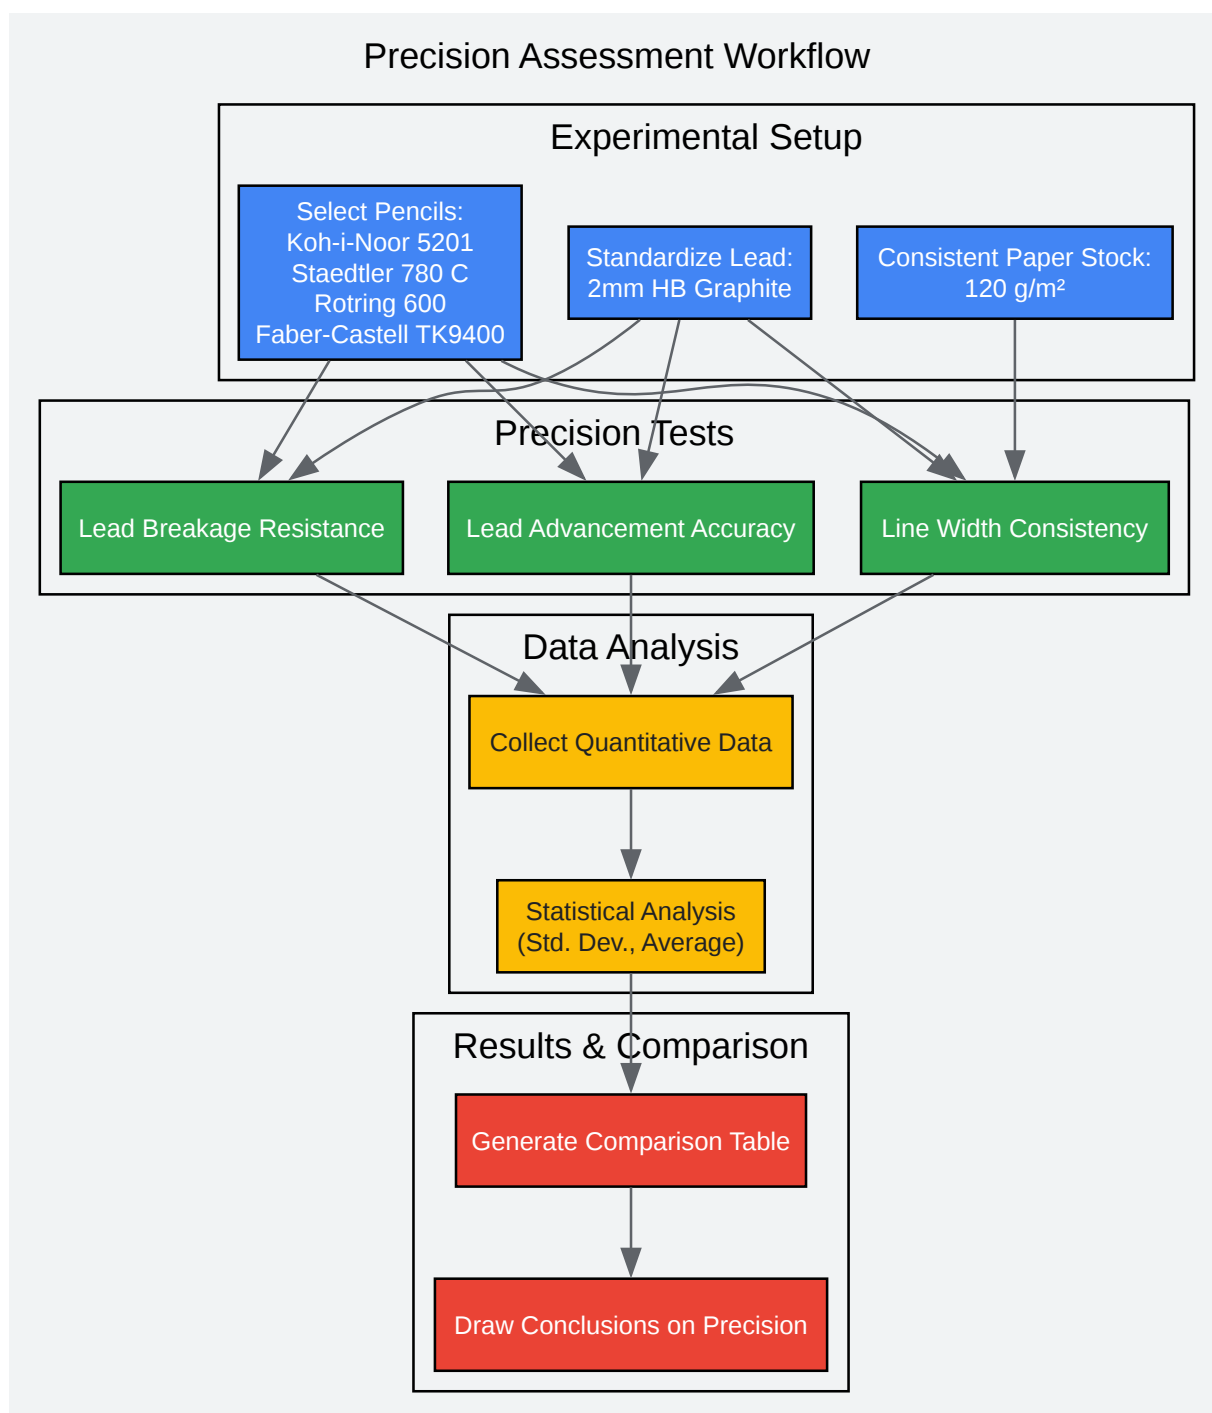 Precision Assessment Workflow
Experimental Setup
Select Pencils:
Koh-i-Noor 5201
Staedtler 780 C
Rotring 600
Faber-Castell TK9400
Standardize Lead:
2mm HB Graphite
Consistent Paper Stock:
120 g/m²
Precision Tests
Lead Breakage Resistance
Lead Advancement Accuracy
Line Width Consistency
Data Analysis
Collect Quantitative Data
Statistical Analysis
(Std. Dev., Average)
Results & Comparison
Generate Comparison Table
Draw Conclusions on Precision